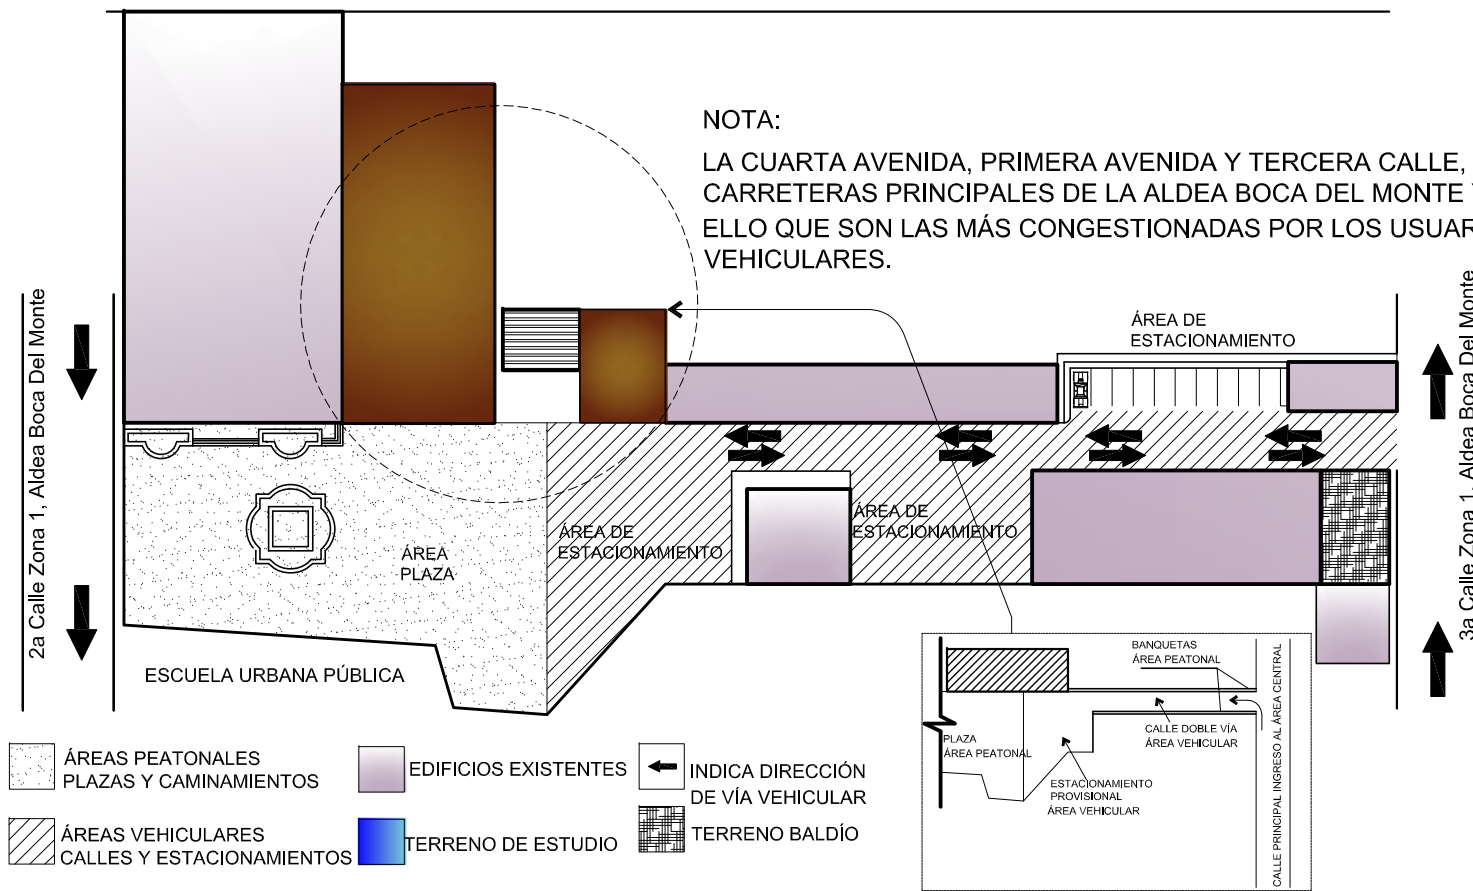 NOTA:
LA CUARTA AVENIDA, PRIMERA AVENIDA Y TERCERA CALLE,
CARRETERAS PRINCIPALES DE LA ALDEA BOCA DEL MONTE Y
ELLO QUE SON LAS MÁS CONGESTIONADAS POR LOS USUAR
VEHICULARES.
2a Calle Zona 1, Aldea Boca Del Monte
3a Calle Zona 1, Aldea Boca Del Monte
ÁREA DE
ESTACIONAMIENTO
ÁREA DE
ESTACIONAMIENTO
ÁREA DE
ESTACIONAMIENTO
ÁREA
PLAZA
ESCUELA URBANA PÚBLICA
BANQUETAS
ÁREA PEATONAL
CALLE DOBLE VÍA
ÁREA VEHICULAR
PLAZA
ÁREA PEATONAL
ESTACIONAMIENTO
PROVISIONAL
ÁREA VEHICULAR
CALLE PRINCIPAL INGRESO AL ÁREA CENTRAL
ÁREAS PEATONALES
PLAZAS Y CAMINAMIENTOS
EDIFICIOS EXISTENTES
INDICA DIRECCIÓN
DE VÍA VEHICULAR
ÁREAS VEHICULARES
CALLES Y ESTACIONAMIENTOS
TERRENO DE ESTUDIO
TERRENO BALDÍO